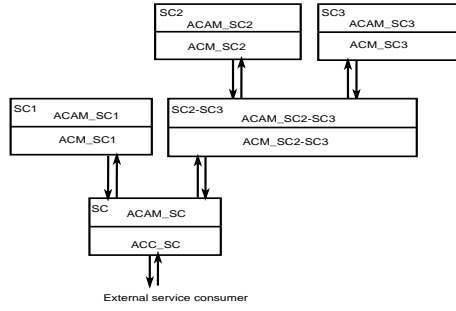 SC2
ACAM_SC2
ACM_SC2
SC3
ACAM_SC3
ACM_SC3
SC1
ACAM_SC1
ACM_SC1
SC2-SC3
ACAM_SC2-SC3
ACM_SC2-SC3
SC
ACAM_SC
ACC_SC
External service consumer